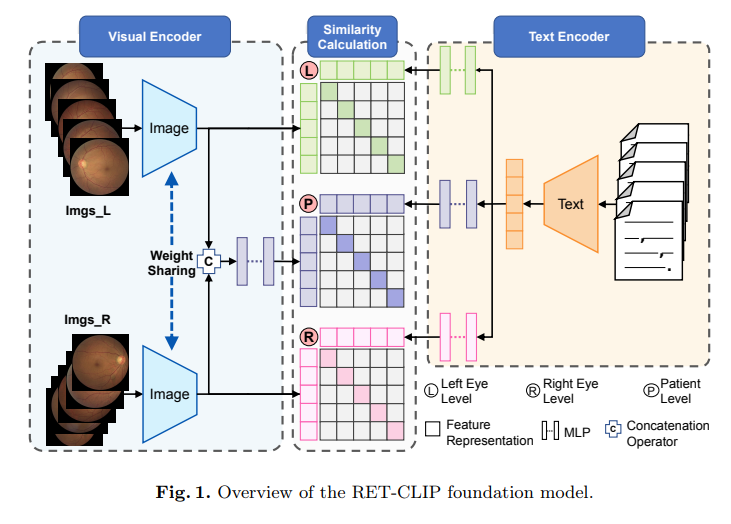 Visual Encoder
Similarity
Calculation
Text Encoder
L
Image
Imgs_L
P
Text
Weight
Sharing
C
Imgs_R
R
Image
L Left Eye
Level
R Right Eye
Level
P Patient
Level
Feature
Representation
MLP
C Concatenation
Operator
Fig. 1. Overview of the RET-CLIP foundation model.